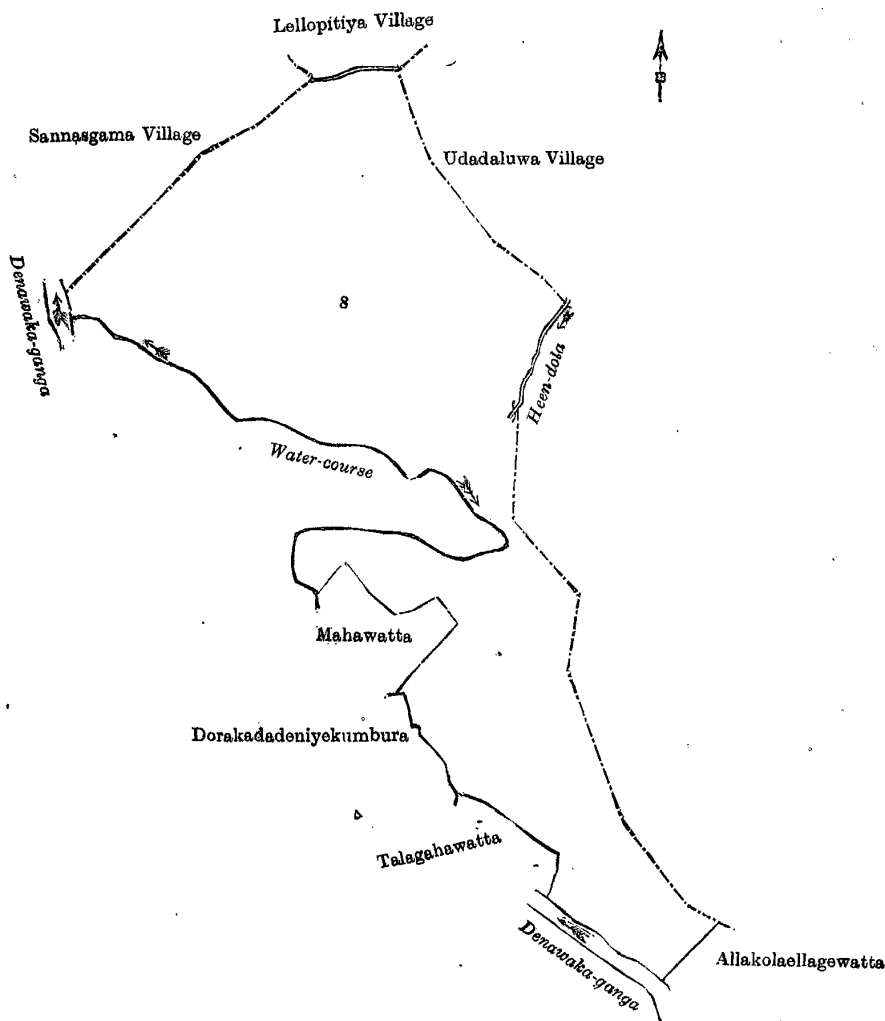 Lellopitiya Village
Sannasgama Village
Udadaluwa Village
Denawaka-ganga
8
Heen-dola
Water-course
Mahawatta
Dorakadadeniyekumbura
Talagahawatta
Denawaka-ganga
Allakolaellagewatta